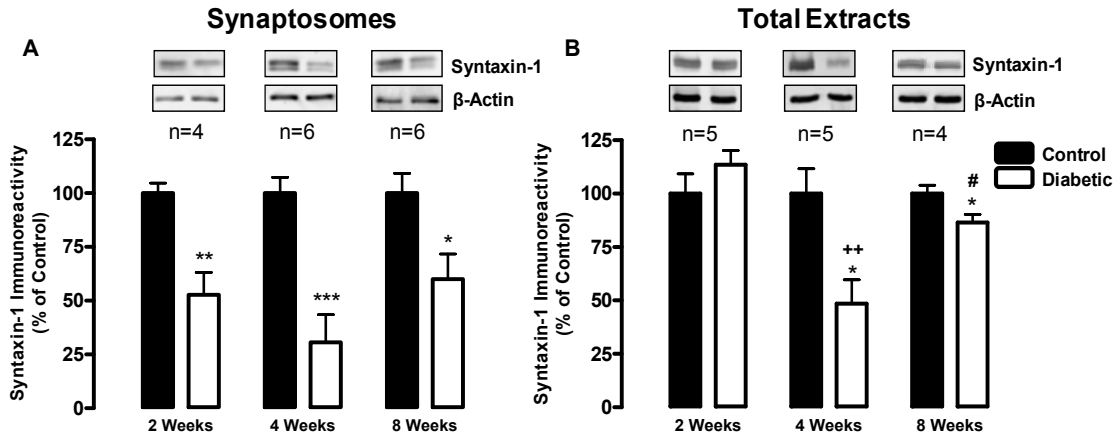 Synaptosomes
A
Syntaxin-1
β-Actin
n=4 n=6 n=6
Syntaxin-1 Immunoreactivity
(% of Control)
125
100
75
50
25
0
**
***
*
2 Weeks 4 Weeks 8 Weeks
Total Extracts
B
Syntaxin-1
β-Actin
n=5 n=5 n=4
Control
Diabetic
Syntaxin-1 Immunoreactivity
(% of Control)
125
100
75
50
25
0
++
*
#
*
2 Weeks 4 Weeks 8 Weeks